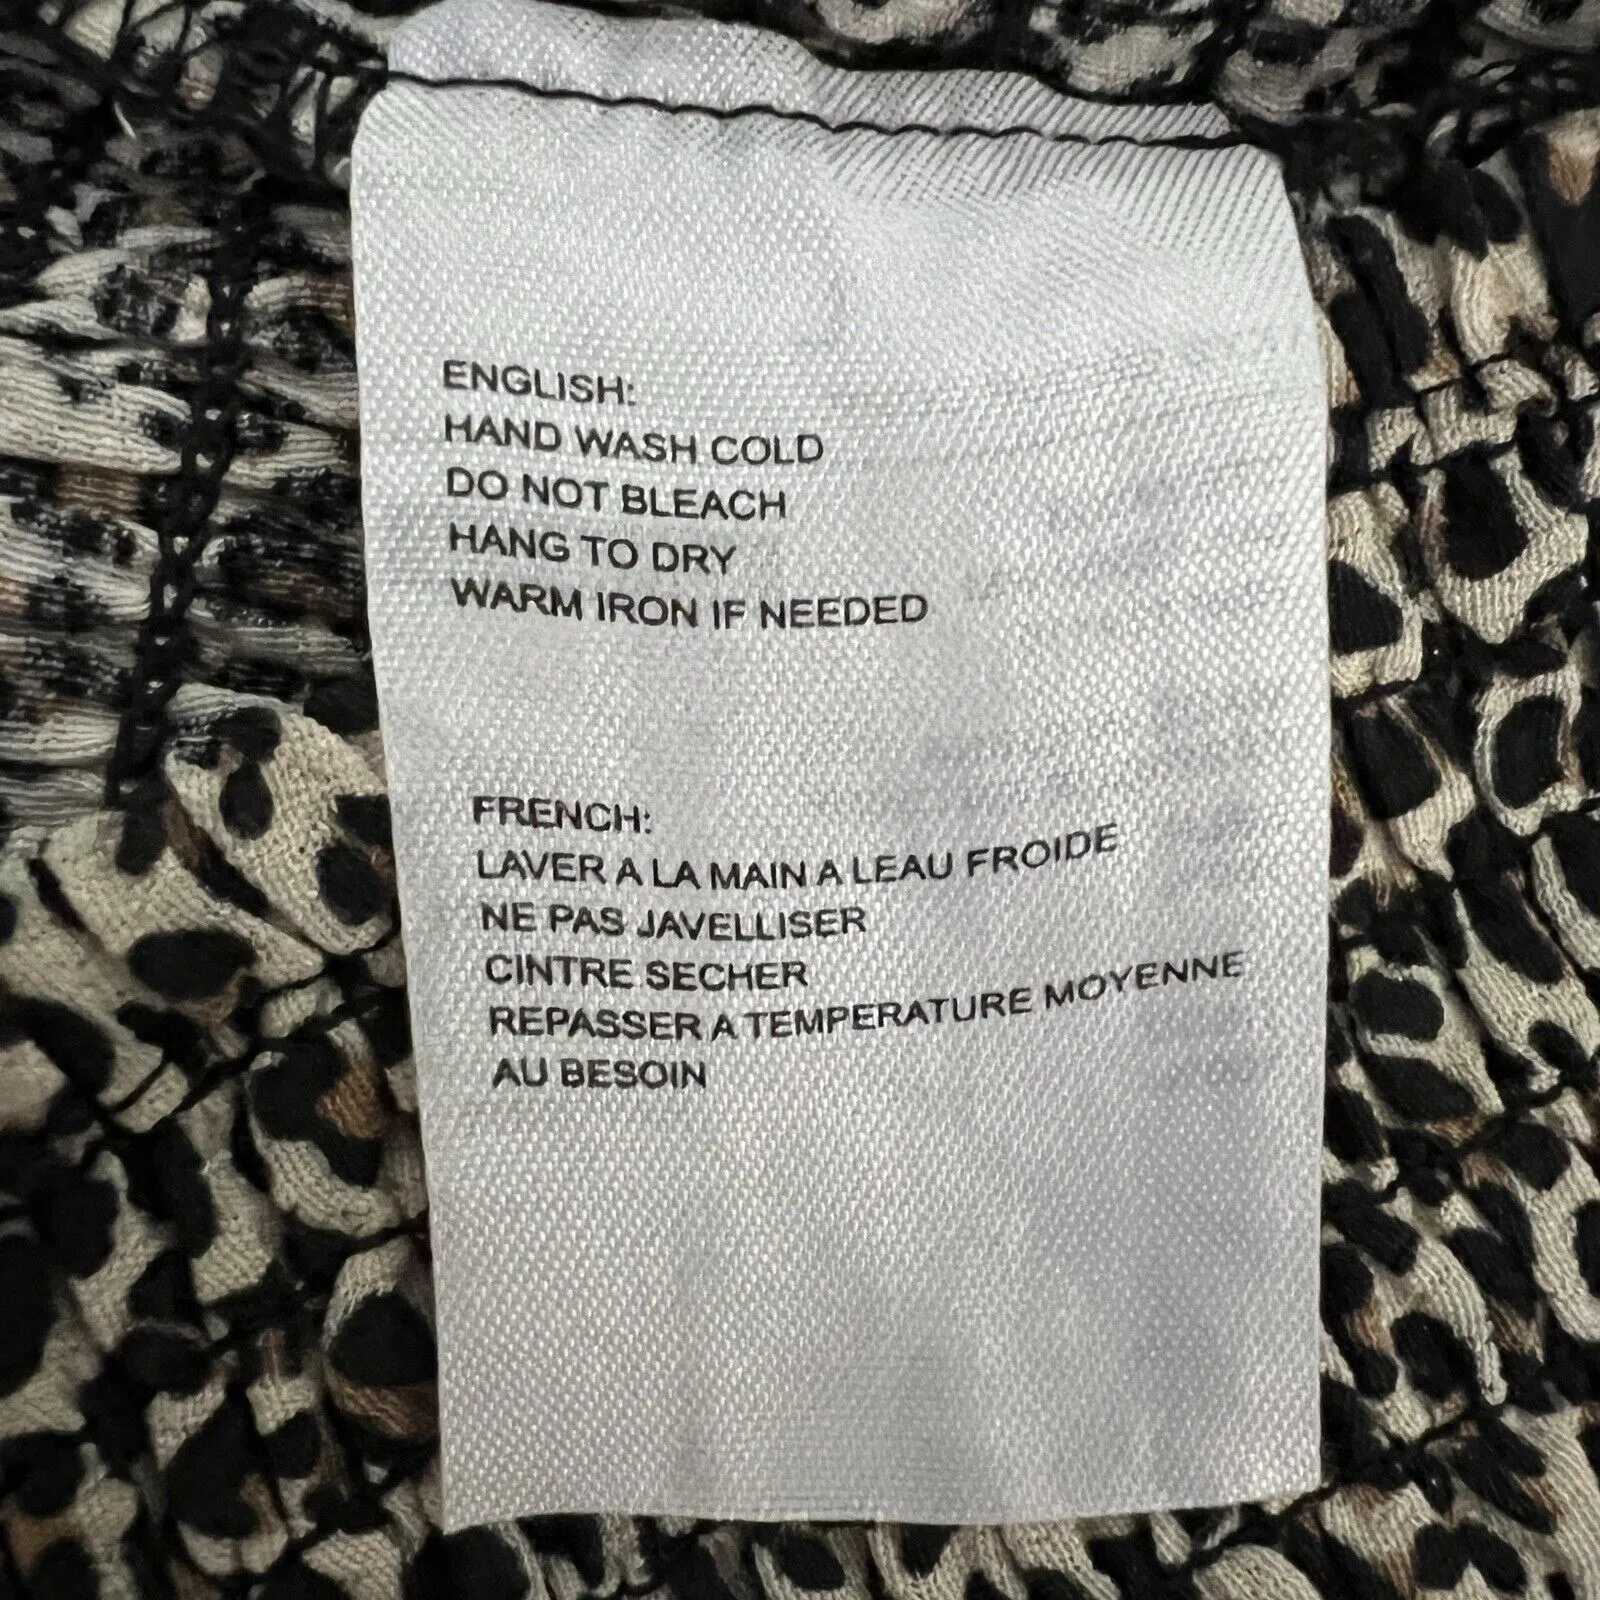 ENGLISH:
HAND WASH COLD
DO NOT BLEACH
HANG TO DRY
WARM IRON IF NEEDED
FRENCH:
LAVER A LA MAIN A LEAU FROIDE
NE PAS JAVELLISER
CINTRE SECHER
REPASSER A TEMPERATURE MOYENNE
AU BESOIN